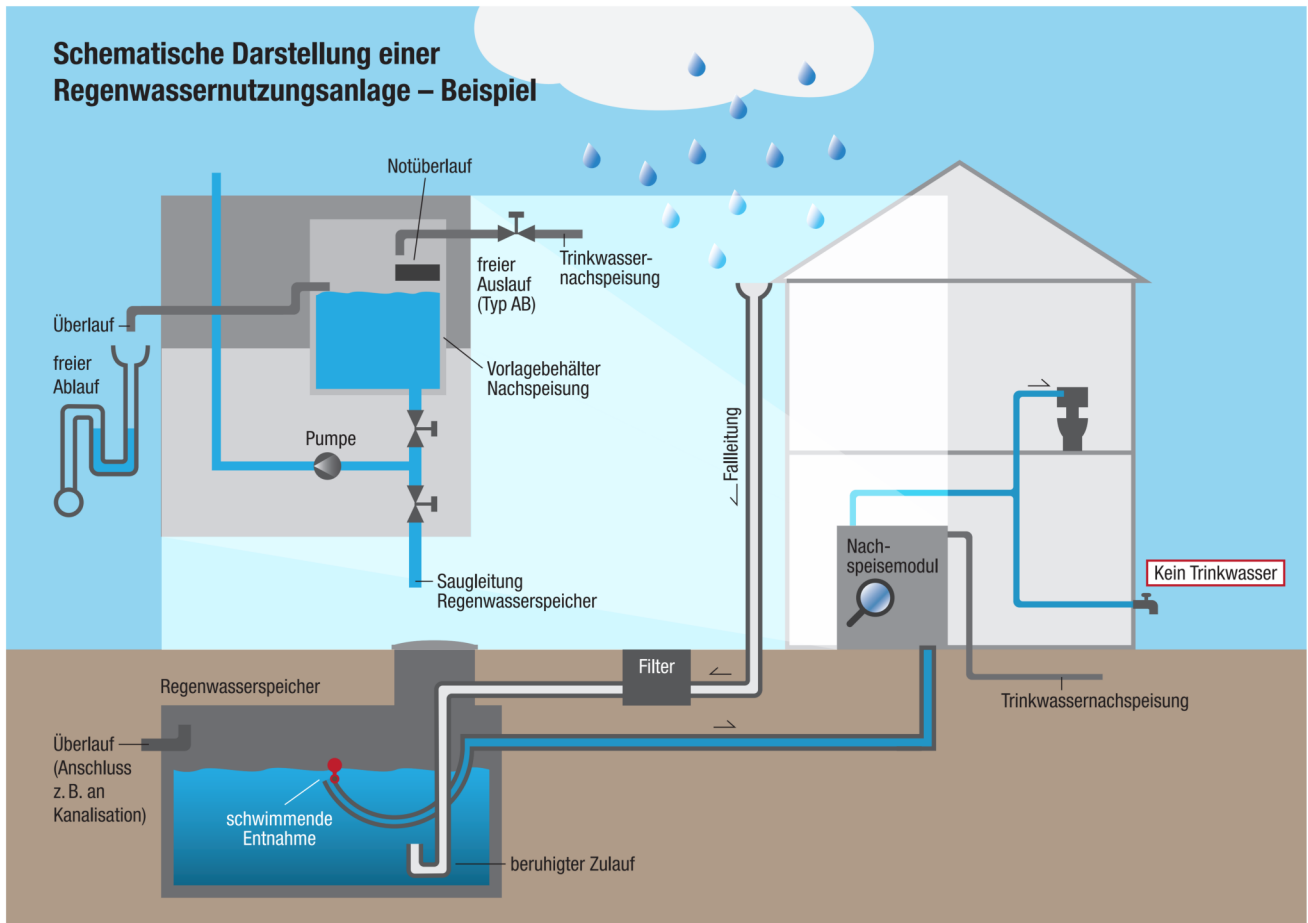 Schematische Darstellung einer
Regenwassernutzungsanlage – Beispiel
Notüberlauf
freier
Auslauf
(Typ AB)
Trinkwasser-
nachspeisung
Überlauf
freier
Ablauf
Vorlagebehälter
Nachspeisung
Pumpe
Saugleitung
Regenwasserspeicher
Fallleitung
Nach-
speisemodul
Kein Trinkwasser
Filter
Regenwasserspeicher
Trinkwassernachspeisung
Überlauf
(Anschluss
z. B. an
Kanalisation)
schwimmende
Entnahme
beruhigter Zulauf